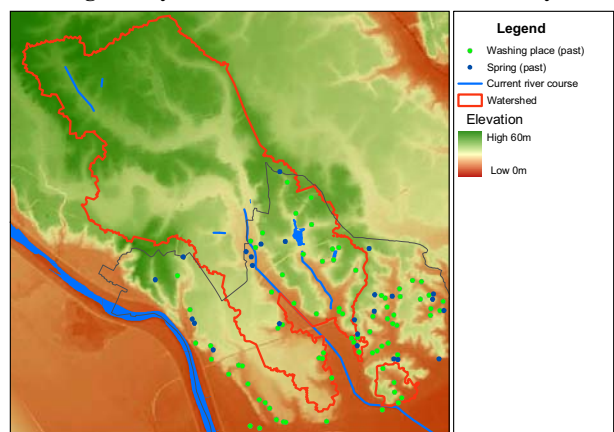 Legend
Washing place (past)
Spring (past)
Current river course
Watershed
Elevation
High 60m
Low 0m